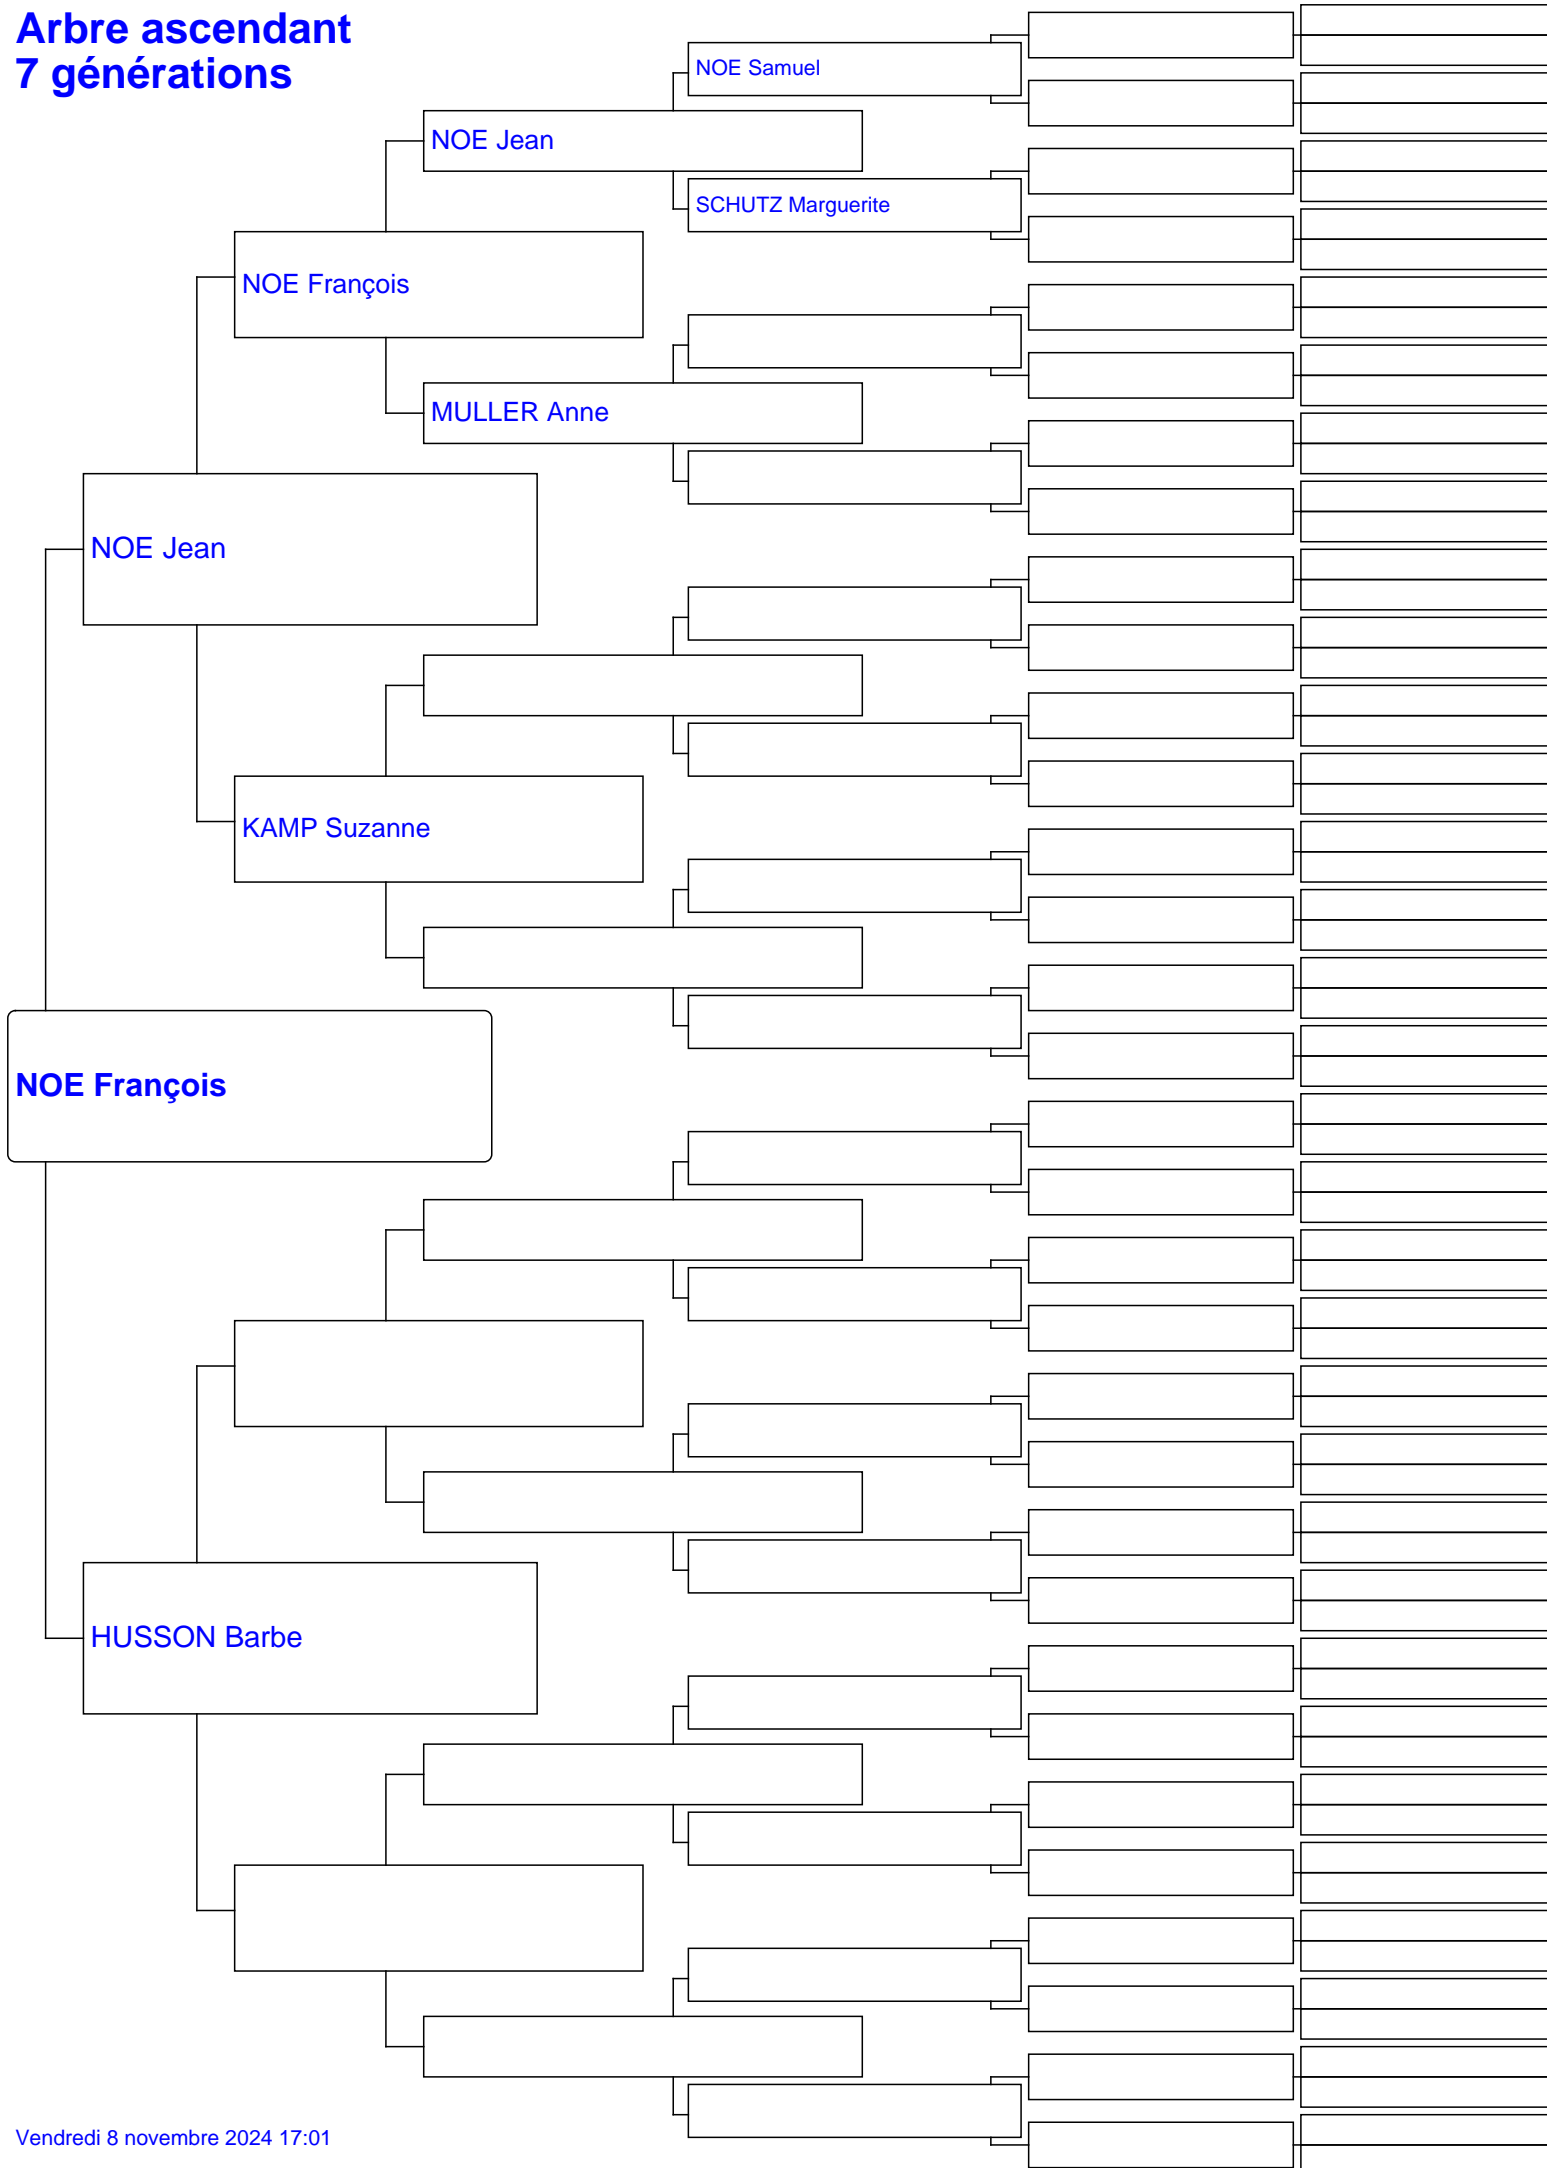 Arbre ascendant
7 générations
NOE Samuel
NOE Jean
SCHUTZ Marguerite
NOE François
MULLER Anne
NOE Jean
KAMP Suzanne
NOE François
HUSSON Barbe
Vendredi 8 novembre 2024 17:01